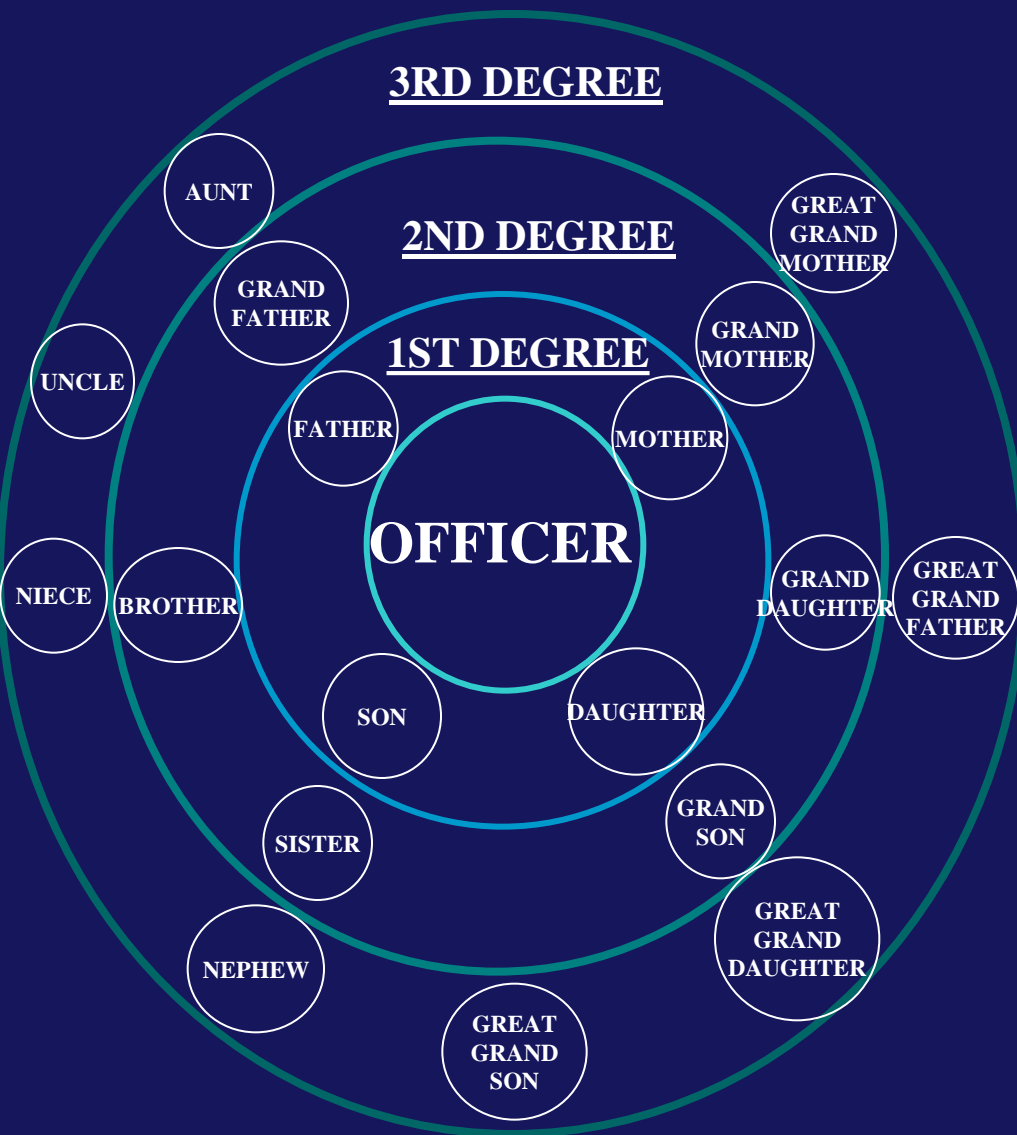 3RD DEGREE
AUNT
GREAT
GRAND
MOTHER
2ND DEGREE
GRAND
FATHER
GRAND
MOTHER
1ST DEGREE
UNCLE
FATHER
MOTHER
OFFICER
NIECE
BROTHER
GRAND
DAUGHTER
GREAT
GRAND
FATHER
SON
DAUGHTER
SISTER
GRAND
SON
NEPHEW
GREAT
GRAND
DAUGHTER
GREAT
GRAND
SON